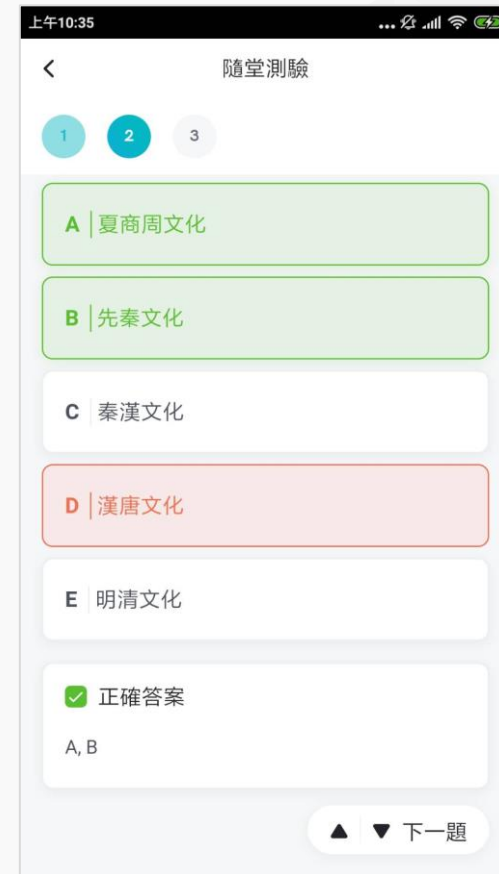 上午10:35
隨堂測驗
1 2 3
A 夏商周文化
B 先秦文化
C 秦漢文化
D 漢唐文化
E 明清文化
正確答案
A, B
下一題